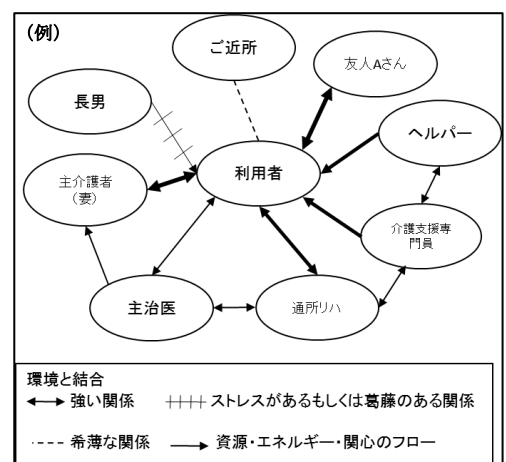 (例)
ご近所
友人Aさん
長男
ヘルパー
主介護者
(妻)
利用者
介護支援専
門員
主治医
通所リハ
環境と結合
強い関係
ストレスがあるもしくは葛藤のある関係
希薄な関係
資源・エネルギー・関心のフロー